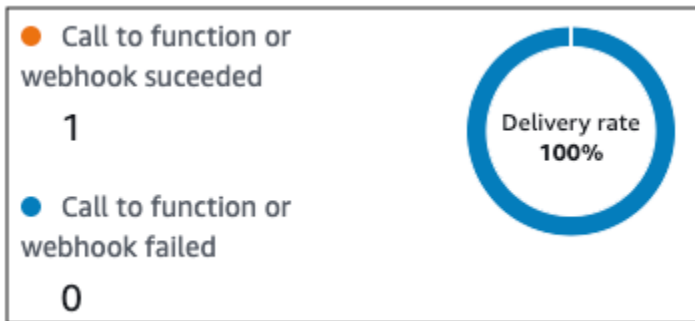 Call to function or
webhook suceeded
1
Delivery rate
100%
Call to function or
webhook failed
0